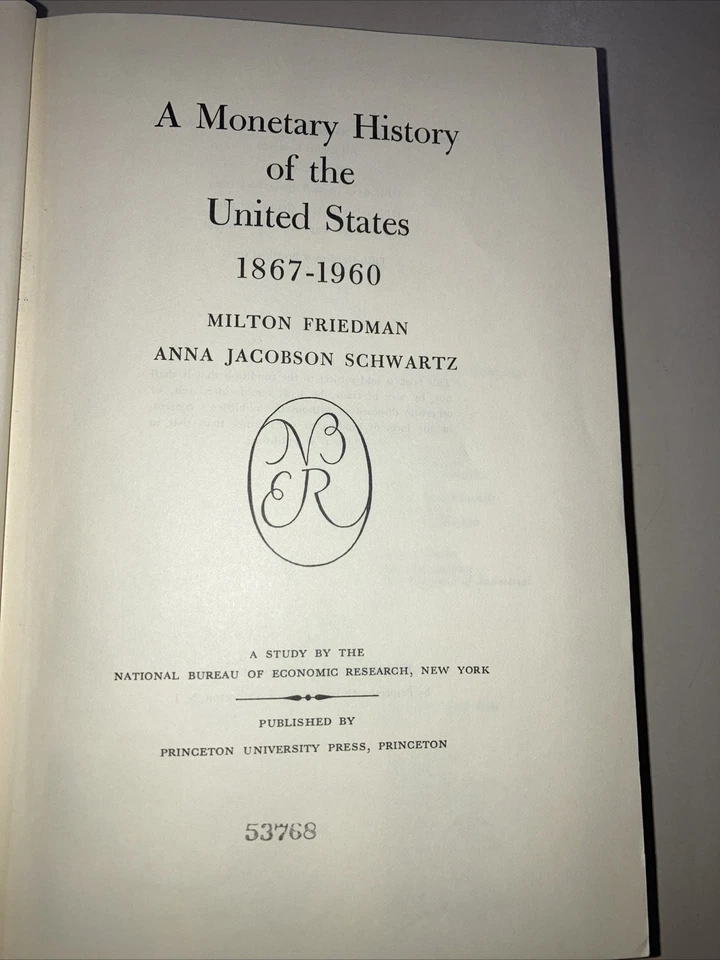 A Monetary History
of the
United States
1867-1960
MILTON FRIEDMAN
ANNA JACOBSON SCHWARTZ
NB
ER
A STUDY BY THE
NATIONAL BUREAU OF ECONOMIC RESEARCH, NEW YORK
PUBLISHED BY
PRINCETON UNIVERSITY PRESS, PRINCETON
53768